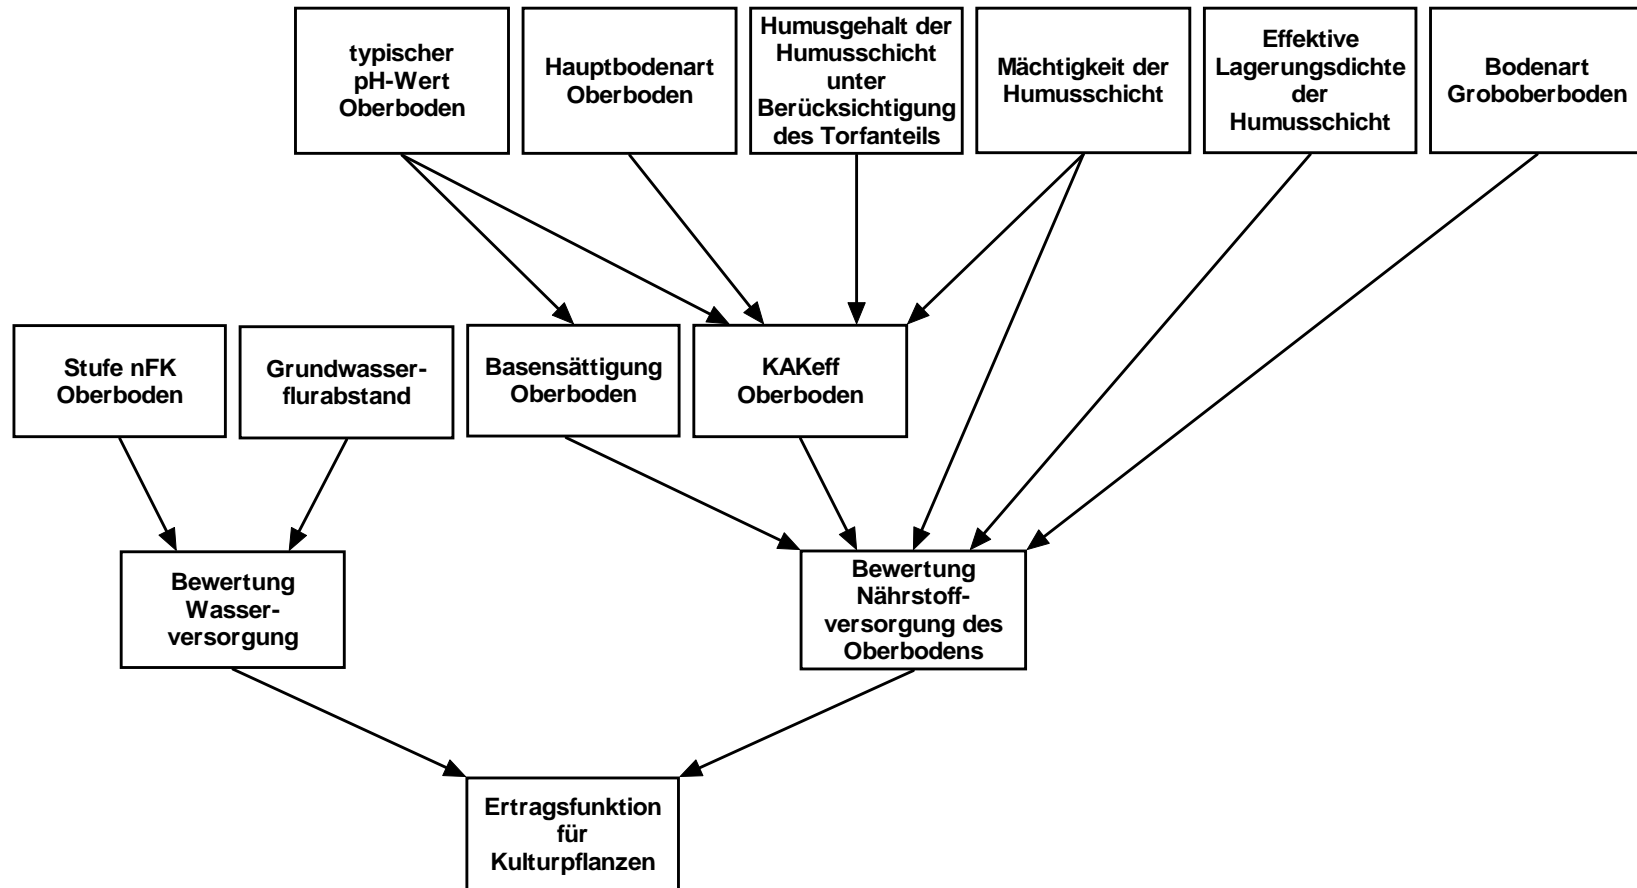 typischer
pH-Wert
Oberboden
Hauptbodenart
Oberboden
Humusgehalt der
Humusschicht
unter
Berücksichtigung
des Torfanteils
Mächtigkeit der
Humusschicht
Effektive
Lagerungsdichte
der
Humusschicht
Bodenart
Groboberboden
Stufe nFK
Oberboden
Grundwasser-
flurabstand
Basensättigung
Oberboden
KAKeff
Oberboden
Bewertung
Wasser-
versorgung
Bewertung
Nährstoff-
versorgung des
Oberbodens
Ertragsfunktion
für
Kulturpflanzen